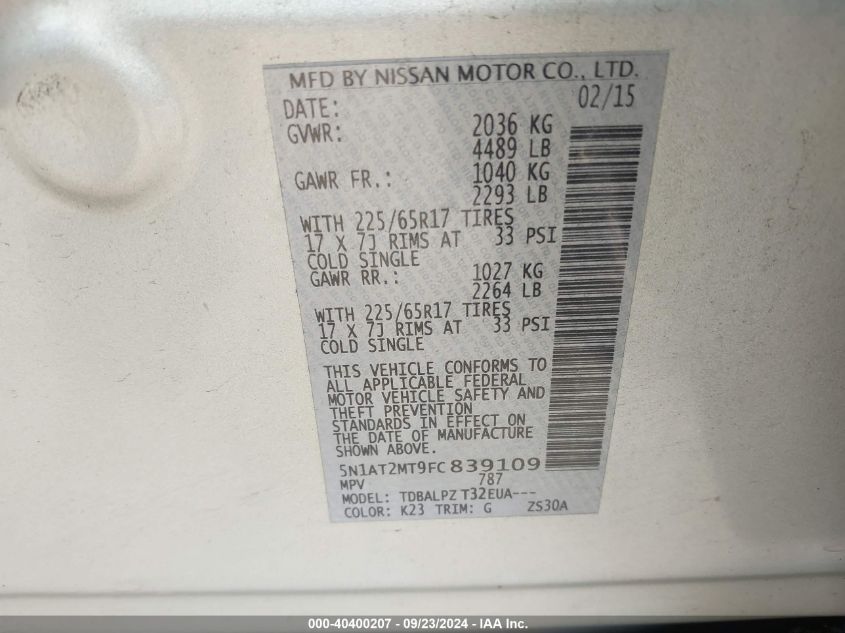 MFD BY NISSAN MOTOR CO., LTD.
DATE: 02/15
GVWR: 2036 KG
4489 LB
GAWR FR.: 1040 KG
2293 LB
WITH 225/65R17 TIRES
17 X 7J RIMS AT 33 PSI
COLD SINGLE
GAWR RR.: 1027 KG
2264 LB
WITH 225/65R17 TIRES
17 X 7J RIMS AT 33 PSI
COLD SINGLE
THIS VEHICLE CONFORMS TO
ALL APPLICABLE FEDERAL
MOTOR VEHICLE SAFETY AND
THEFT PREVENTION
STANDARDS IN EFFECT ON
THE DATE OF MANUFACTURE
SHOWN ABOVE.
5N1AT2MT9FC 839109
MPV 787
MODEL: TDBALPZ T32EUA---
COLOR: K23 TRIM: G ZS30A
000-40400207 - 09/23/2024 - IAA Inc.